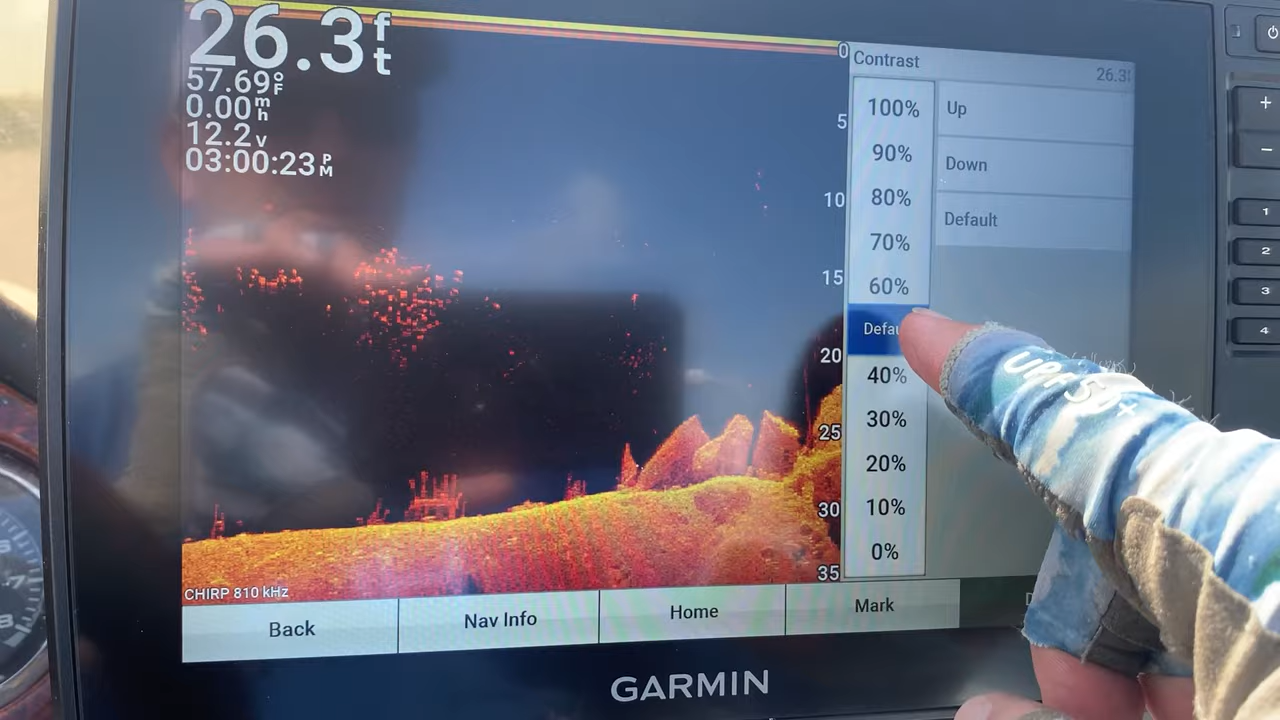 26.3 ft
57.69 °F
0.00 mh
12.2 v
03:00:23 PM
0
5
10
15
20
25
30
35
Contrast
26.3
100%
90%
80%
70%
60%
Defau
40%
30%
20%
10%
0%
Up
Down
Default
CHIRP 810 kHz
Back
Nav Info
Home
Mark
GARMIN
+
-
1
2
3
4
UPF 50+